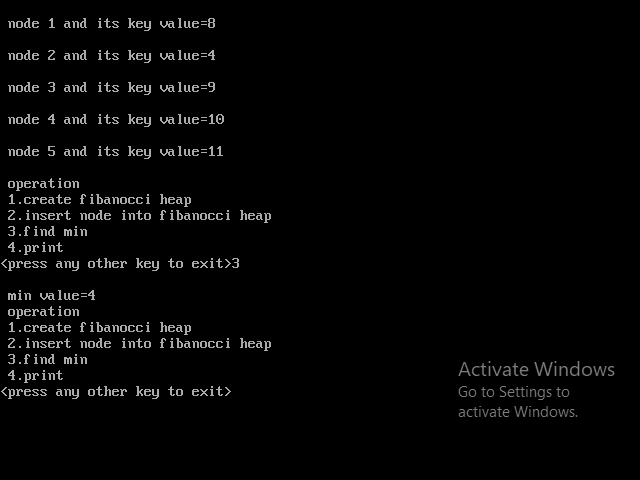 node 1 and its key value=8
node 2 and its key value=4
node 3 and its key value=9
node 4 and its key value=10
node 5 and its key value=11
operation
1.create fibanocci heap
2.insert node into fibanocci heap
3.find min
4.print
<press any other key to exit>3
min value=4
operation
1.create fibanocci heap
2.insert node into fibanocci heap
3.find min
4.print
<press any other key to exit>
Activate Windows
Go to Settings to
activate Windows.